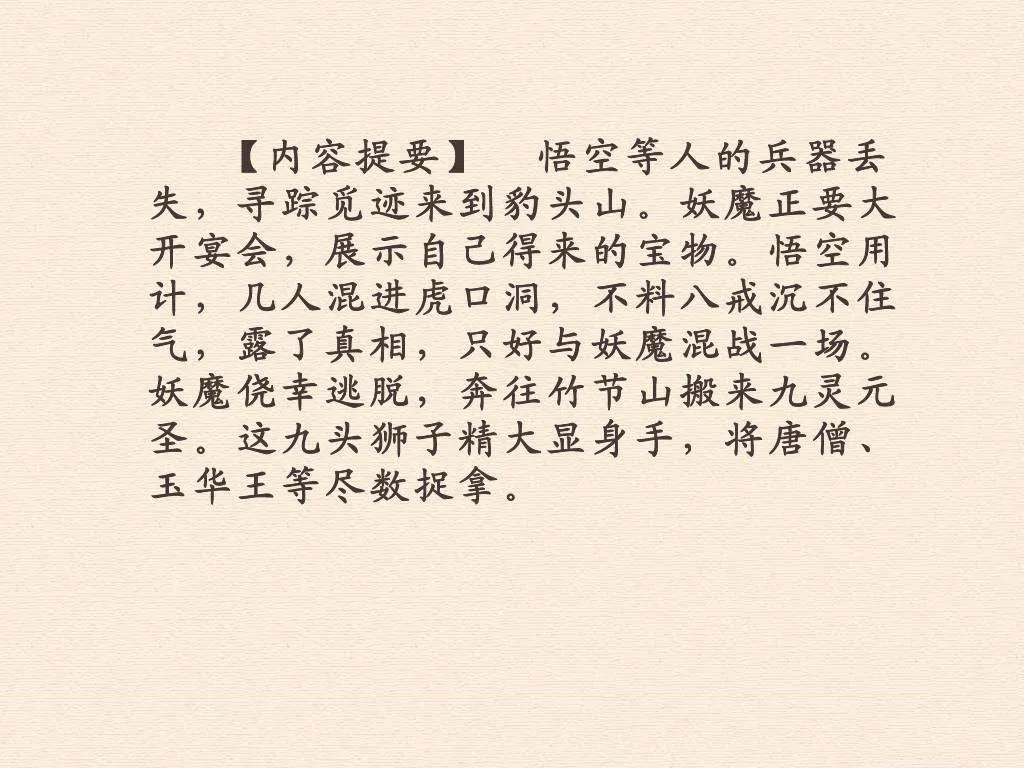 【内容提要】 悟空等人的兵器丢
失，寻踪觅迹来到豹头山。妖魔正要大
开宴会，展示自己得来的宝物。悟空用
计，几人混进虎口洞，不料八戒沉不住
气，露了真相，只好与妖魔混战一场。
妖魔侥幸逃脱，奔往竹节山搬来九灵元
圣。这九头狮子精大显身手，将唐僧、
玉华王等尽数捉拿。